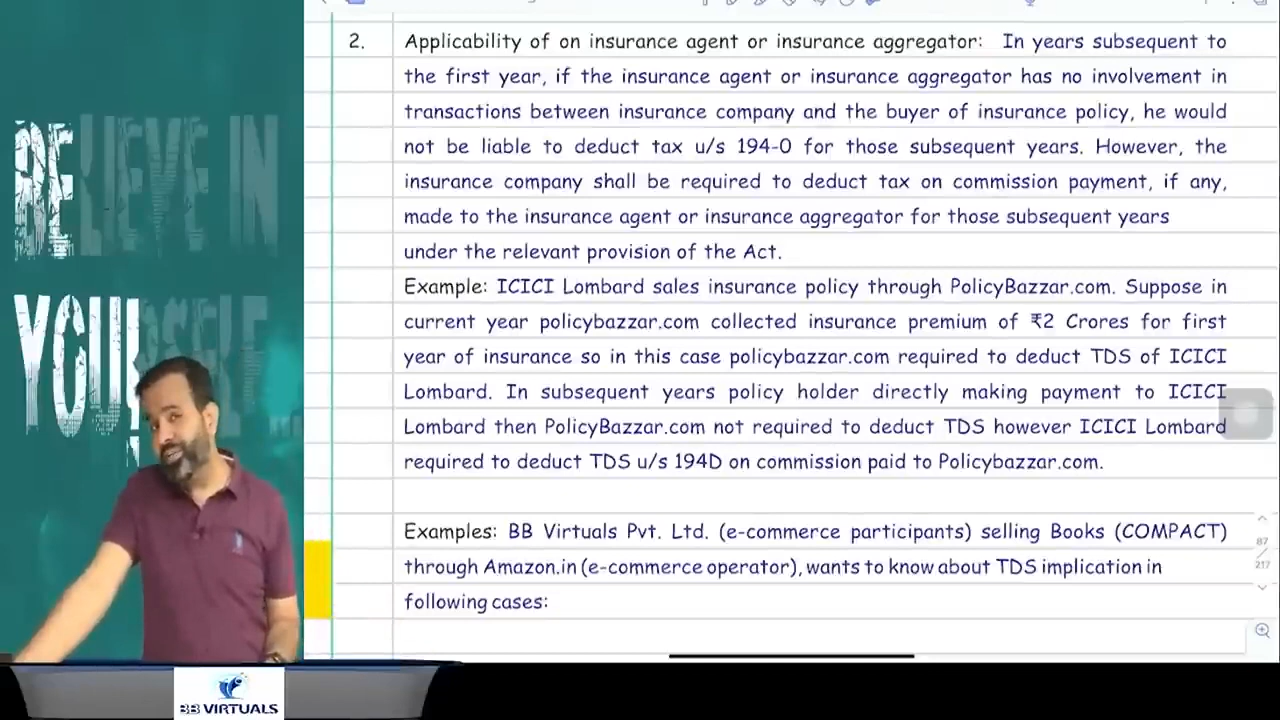 BELIEVE IN
YOURSELF
2. Applicability of on insurance agent or insurance aggregator: In years subsequent to
the first year, if the insurance agent or insurance aggregator has no involvement in
transactions between insurance company and the buyer of insurance policy, he would
not be liable to deduct tax u/s 194-O for those subsequent years. However, the
insurance company shall be required to deduct tax on commission payment, if any,
made to the insurance agent or insurance aggregator for those subsequent years
under the relevant provision of the Act.
Example: ICICI Lombard sales insurance policy through PolicyBazzar.com. Suppose in
current year policybazzar.com collected insurance premium of ₹2 Crores for first
year of insurance so in this case policybazzar.com required to deduct TDS of ICICI
Lombard. In subsequent years policy holder directly making payment to ICICI
Lombard then PolicyBazzar.com not required to deduct TDS however ICICI Lombard
required to deduct TDS u/s 194D on commission paid to Policybazzar.com.
Examples: BB Virtuals Pvt. Ltd. (e-commerce participants) selling Books (COMPACT)
through Amazon.in (e-commerce operator), wants to know about TDS implication in
following cases:
87
217
BB VIRTUALS